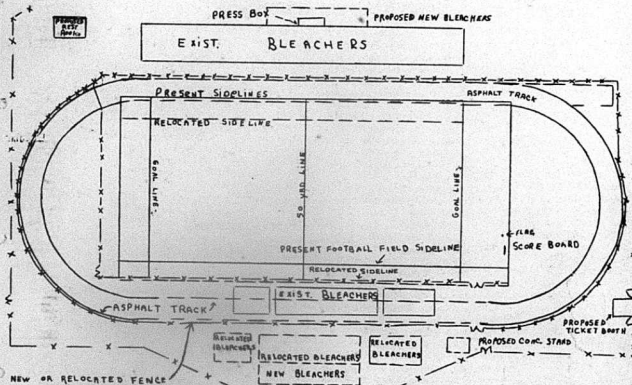 PRESS BOX
PROPOSED NEW BLEACHERS
EXIST. BLEACHERS
PRESENT SIDELINES
ASPHALT TRACK
RELOCATED SIDELINE
GOAL LINE
50 YRD LINE
GOAL LINE
FLAG
SCORE BOARD
PRESENT FOOTBALL FIELD SIDELINE
RELOCATED SIDELINE
EXIST. BLEACHERS
ASPHALT TRACK
PROPOSED
TICKET BOOTH
RELOCATED
BLEACHERS
RELOCATED BLEACHERS
NEW BLEACHERS
RELOCATED
BLEACHERS
PROPOSED CONC. STAND
NEW OR RELOCATED FENCE